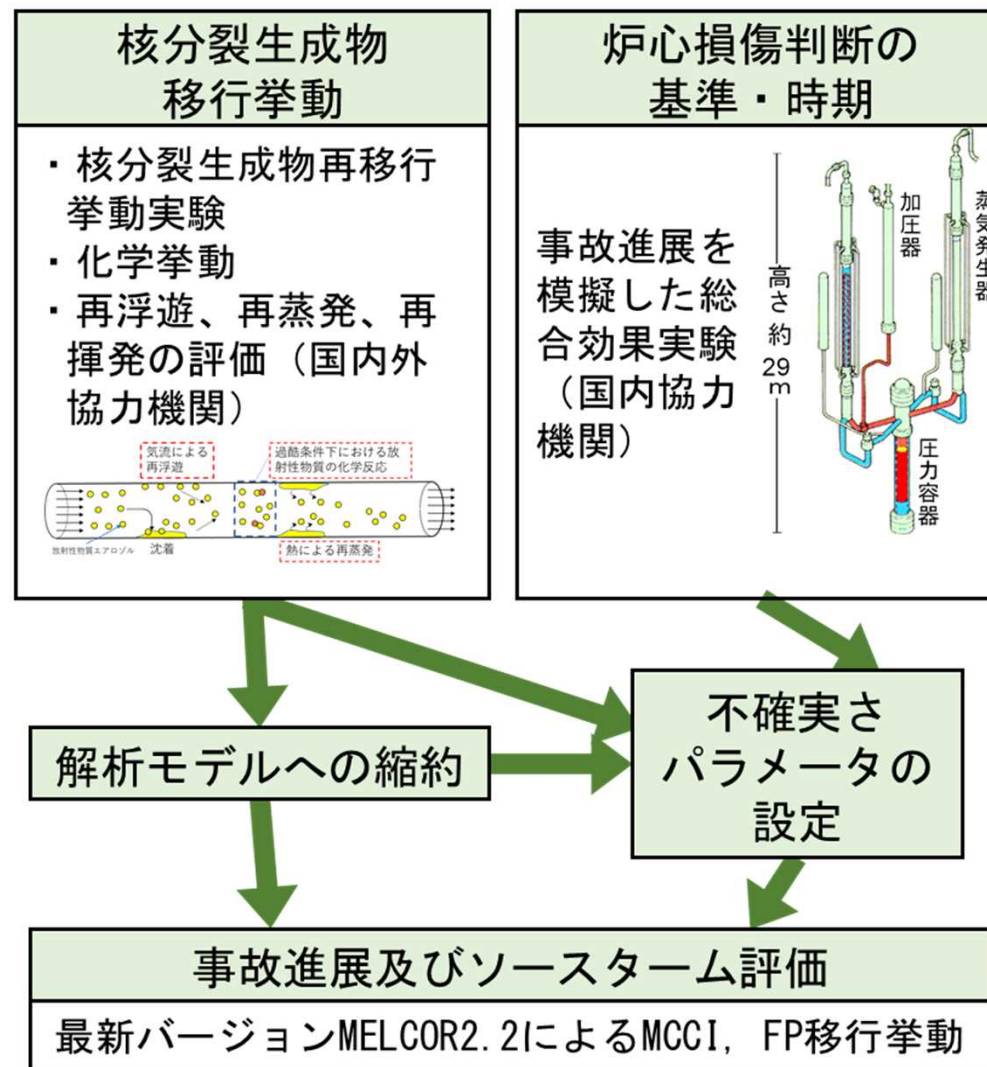 核分裂生成物
移行挙動
・核分裂生成物再移行
挙動実験
・化学挙動
・再浮遊、再蒸発、再
揮発の評価（国内外
協力機関）
気流による
再浮遊
過酷条件下における放
射性物質の化学反応
放射性物質エアロゾル
沈着
熱による再蒸発
炉心損傷判断の
基準・時期
事故進展を
模擬した総
合効果実験
（国内協力
機関）
高さ約29m
加圧器
蒸気発生器
圧力容器
解析モデルへの縮約
不確実さ
パラメータの
設定
事故進展及びソースターム評価
最新バージョンMELCOR2.2によるMCCI, FP移行挙動